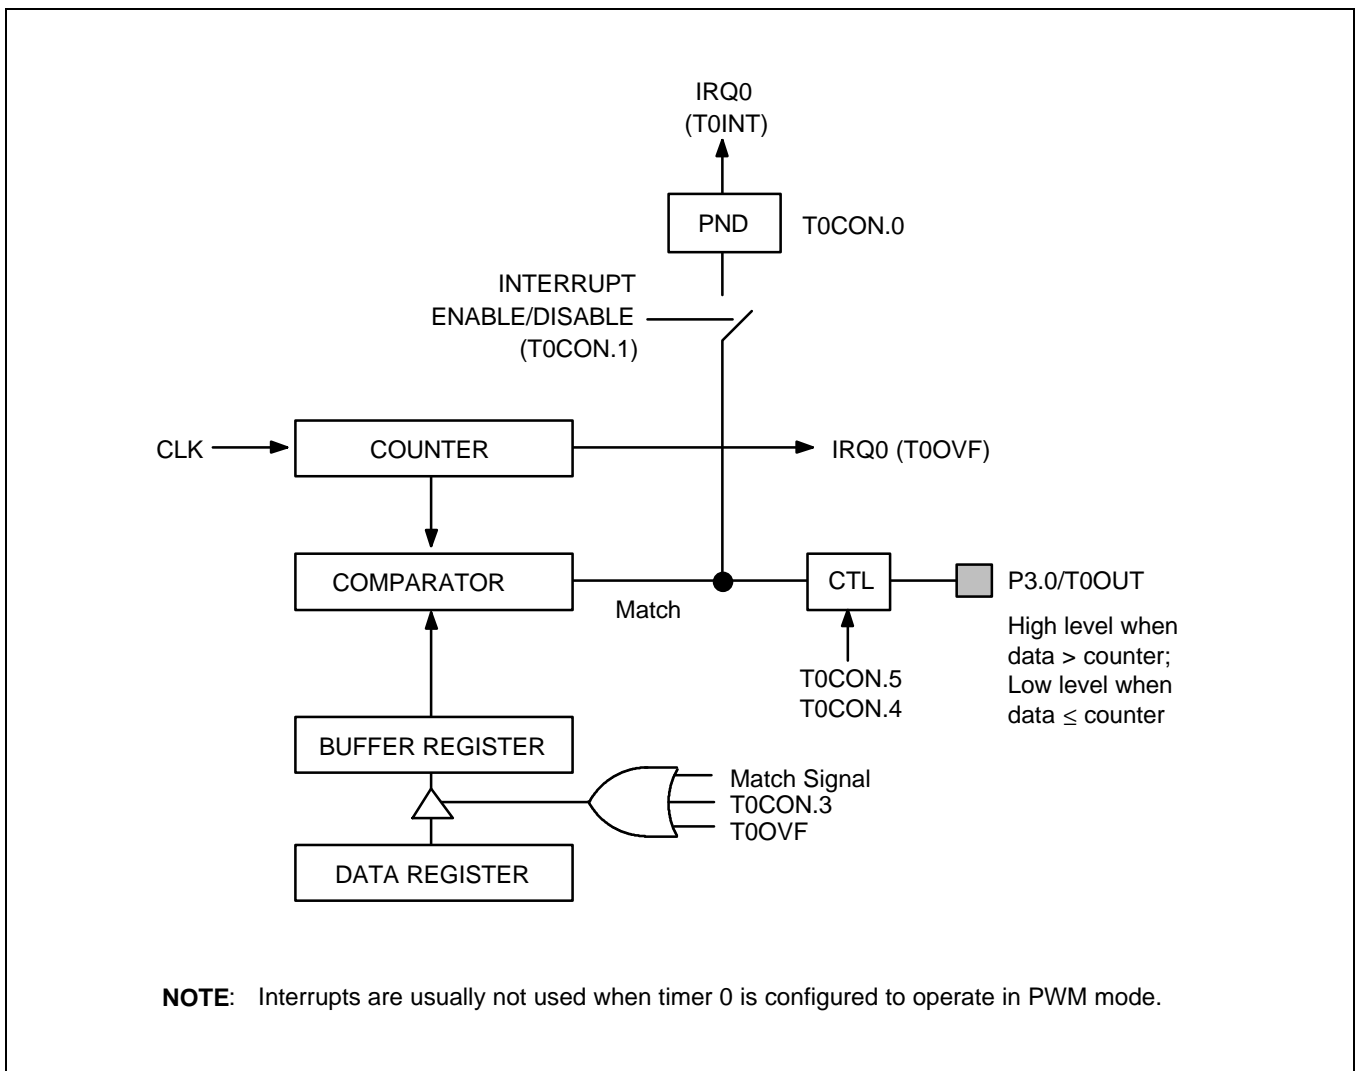 IRQ0
(T0INT)
PND
T0CON.0
INTERRUPT
ENABLE/DISABLE
(T0CON.1)
CLK
COUNTER
IRQ0 (T0OVF)
COMPARATOR
Match
CTL
P3.0/T0OUT
High level when
data > counter;
Low level when
data ≤ counter
T0CON.5
T0CON.4
BUFFER REGISTER
Match Signal
T0CON.3
T0OVF
DATA REGISTER
NOTE: Interrupts are usually not used when timer 0 is configured to operate in PWM mode.